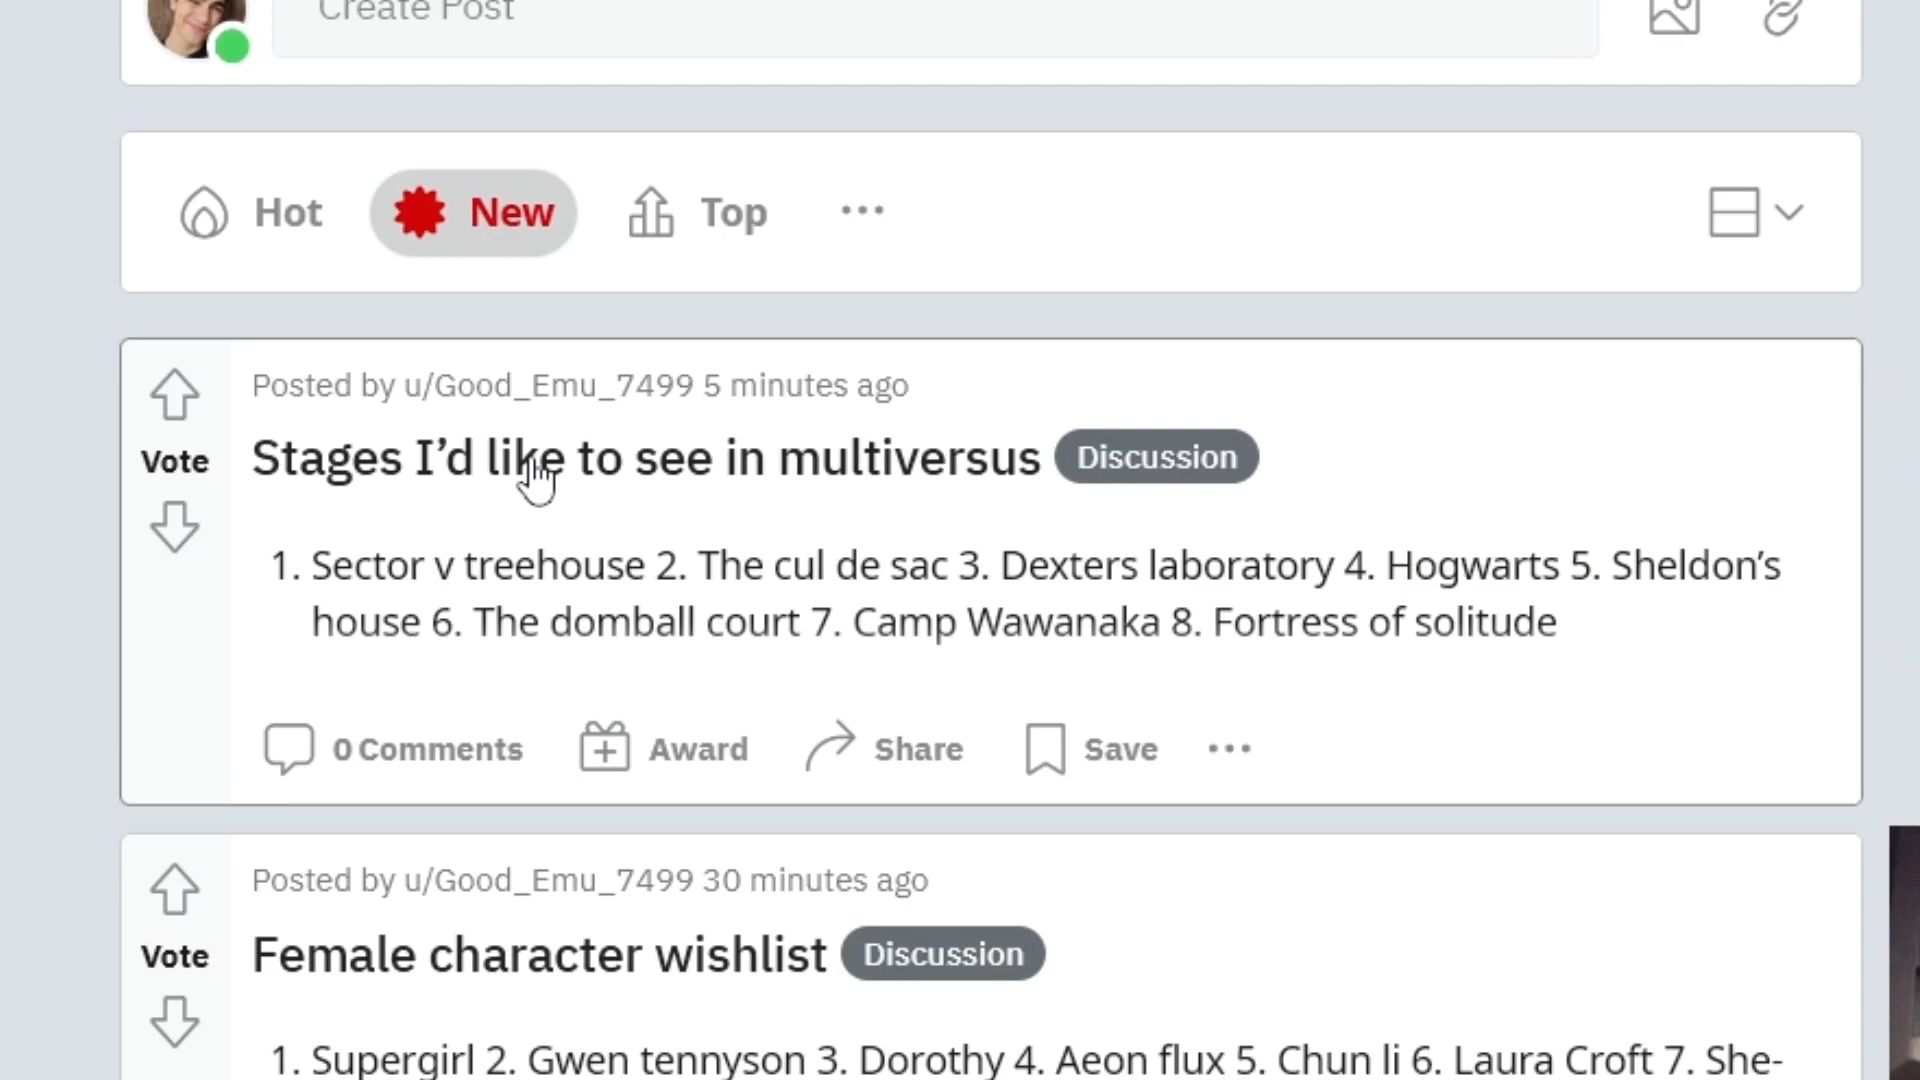 Create Post
Hot New Top
Posted by u/Good_Emu_7499 5 minutes ago
Stages I’d like to see in multiversus Discussion
Vote
1. Sector v treehouse 2. The cul de sac 3. Dexters laboratory 4. Hogwarts 5. Sheldon’s
house 6. The domball court 7. Camp Wawanaka 8. Fortress of solitude
0 Comments Award Share Save
Posted by u/Good_Emu_7499 30 minutes ago
Female character wishlist Discussion
Vote
1. Supergirl 2. Gwen tennyson 3. Dorothy 4. Aeon flux 5. Chun li 6. Laura Croft 7. She-